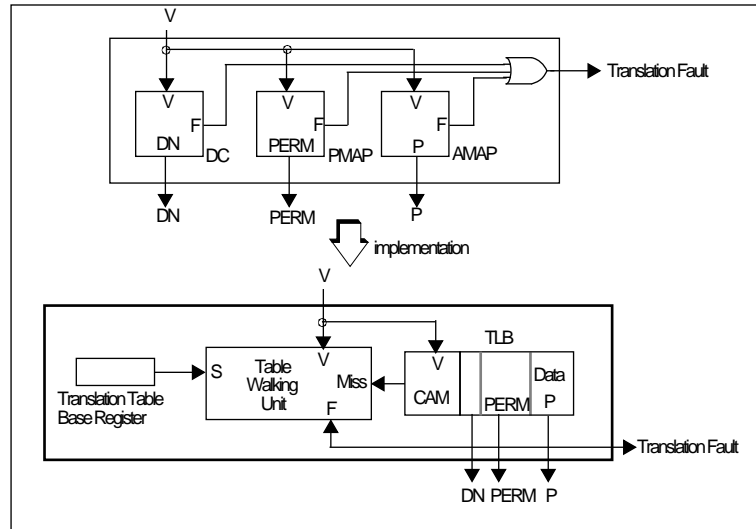 V
Translation Fault
V V V
F F F
DN PERM P
DC PMAP AMAP
DN PERM P
implementation
V
TLB
V V
S Table Walking Unit Miss CAM PERM Data P
F
Translation Table
Base Register
Translation Fault
DN PERM P